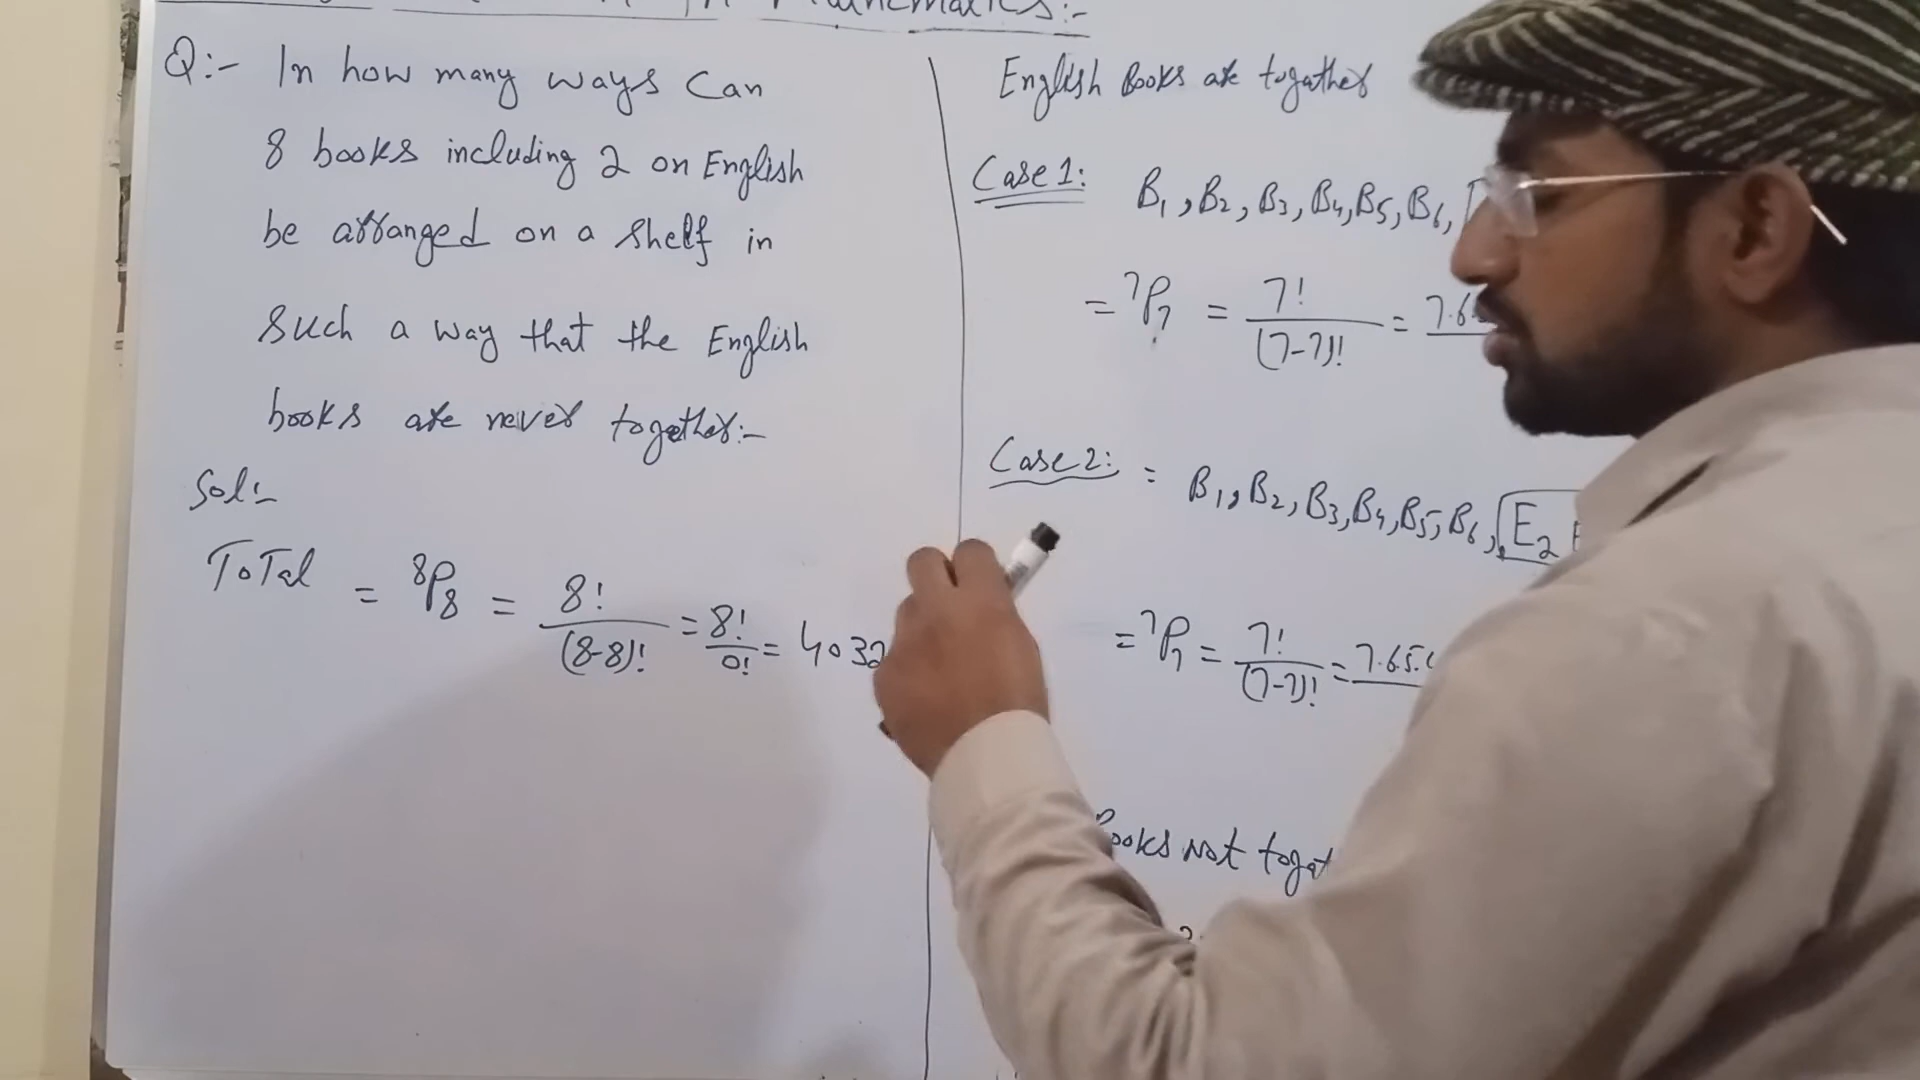 Mathematics:-
Q:- In how many ways Can
8 books including 2 on English
be arranged on a shelf in
such a way that the English
books are never together:-
Sol:-
ToTal = ⁸P₈ = 8!/(8-8)! = 8!/0! = 4032
English Books are togather
Case 1: B₁, B₂, B₃, B₄, B₅, B₆,
= ⁷P₇ = 7!/(7-7)! = 7.6
Case 2: = B₁, B₂, B₃, B₄, B₅, B₆, E₂
= ⁷P₇ = 7!/(7-7)! = 7.6.5.
Books Not togat